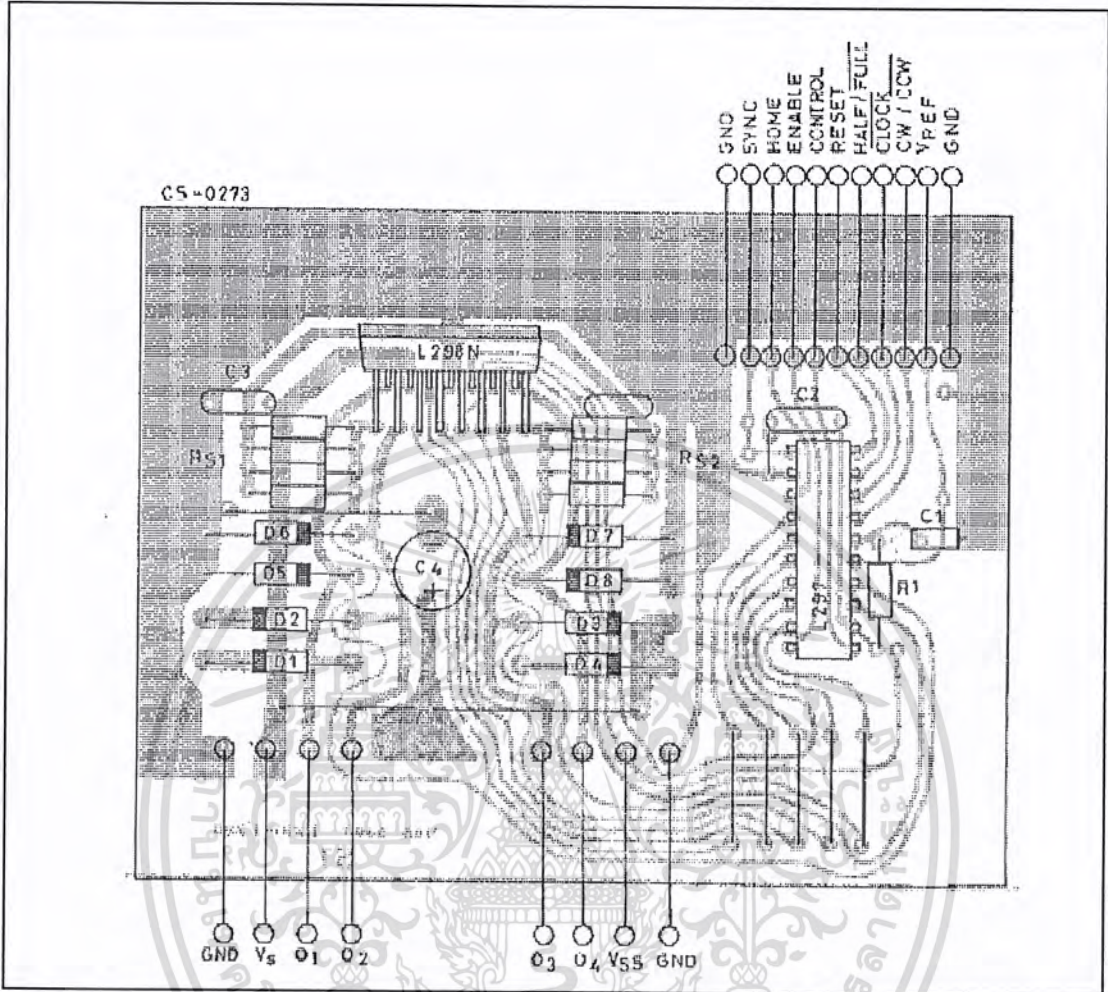 GND
SYNC
HOME
ENABLE
CONTROL
RESET
HALF / FULL
CLOCK
CW / CCW
VREF
GND
CS-0273
L298N
C3
RS1
RS2
C2
D6
D7
C4
D5
D8
D2
D3
D1
D4
L297
C1
R1
GND VS O1 O2
O3 O4 VSS GND